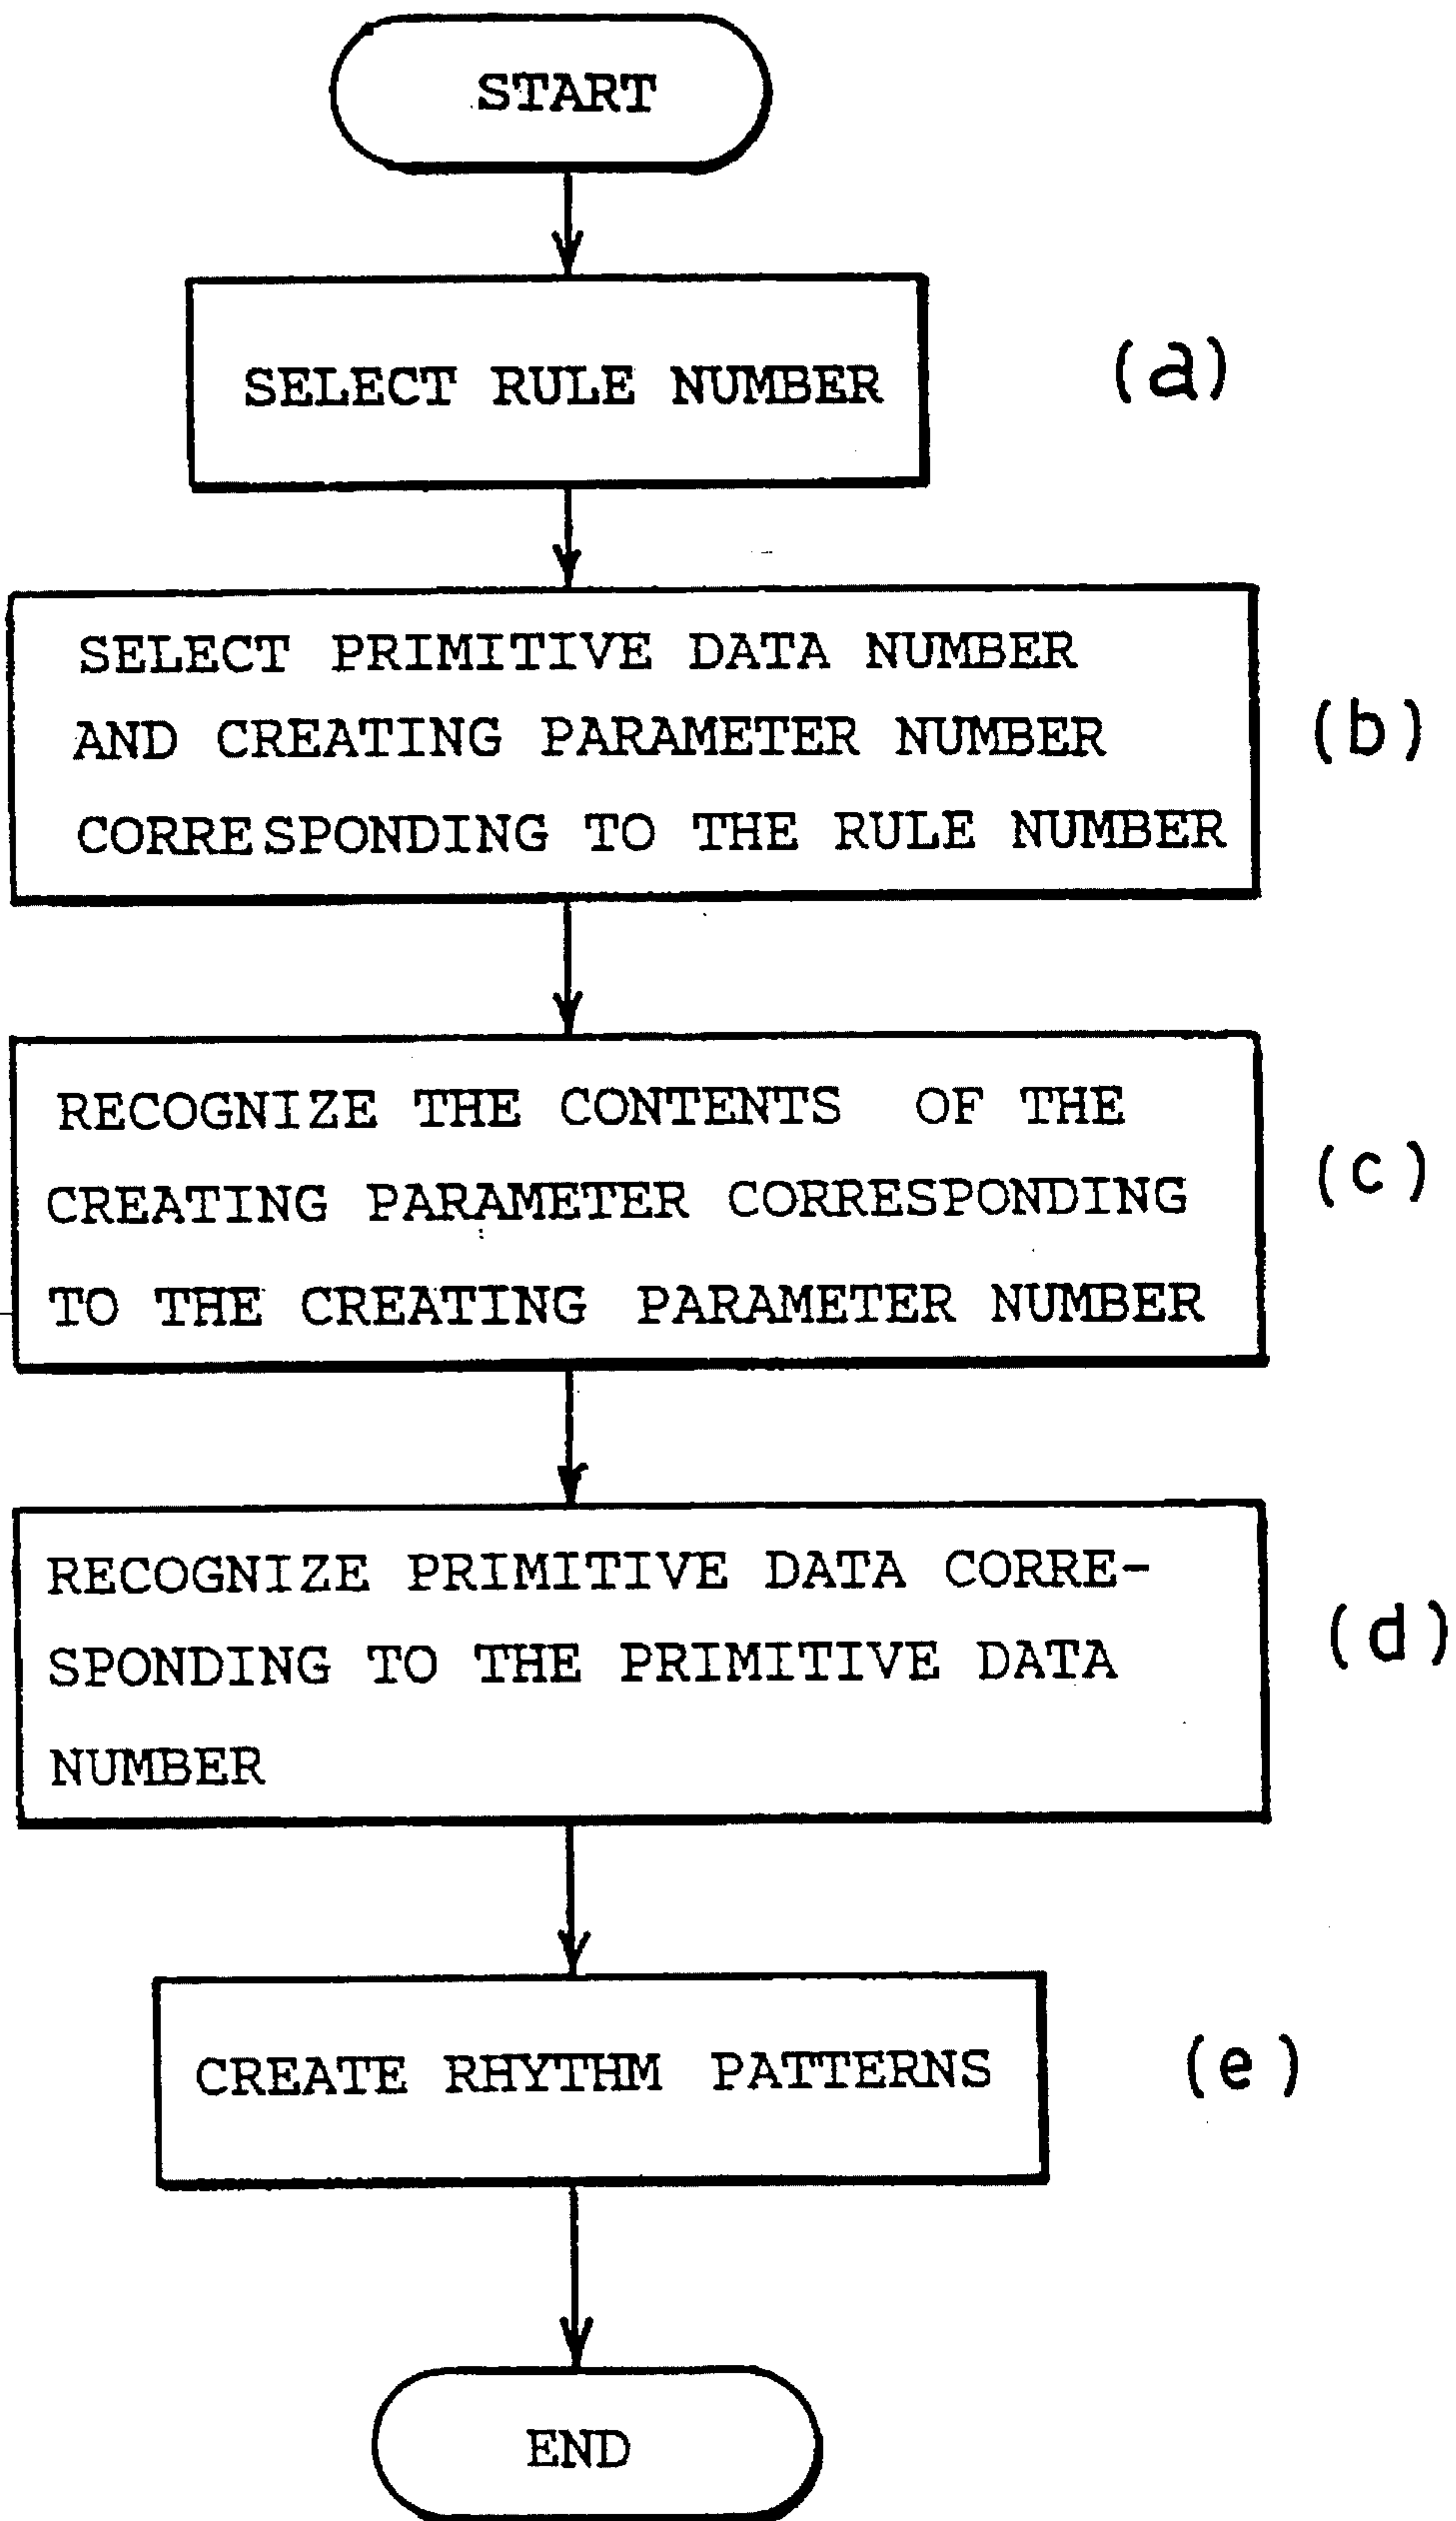 START
SELECT RULE NUMBER
(a)
SELECT PRIMITIVE DATA NUMBER
AND CREATING PARAMETER NUMBER
CORRESPONDING TO THE RULE NUMBER
(b)
RECOGNIZE THE CONTENTS OF THE
CREATING PARAMETER CORRESPONDING
TO THE CREATING PARAMETER NUMBER
(c)
RECOGNIZE PRIMITIVE DATA CORRE-
SPONDING TO THE PRIMITIVE DATA
NUMBER
(d)
CREATE RHYTHM PATTERNS
(e)
END